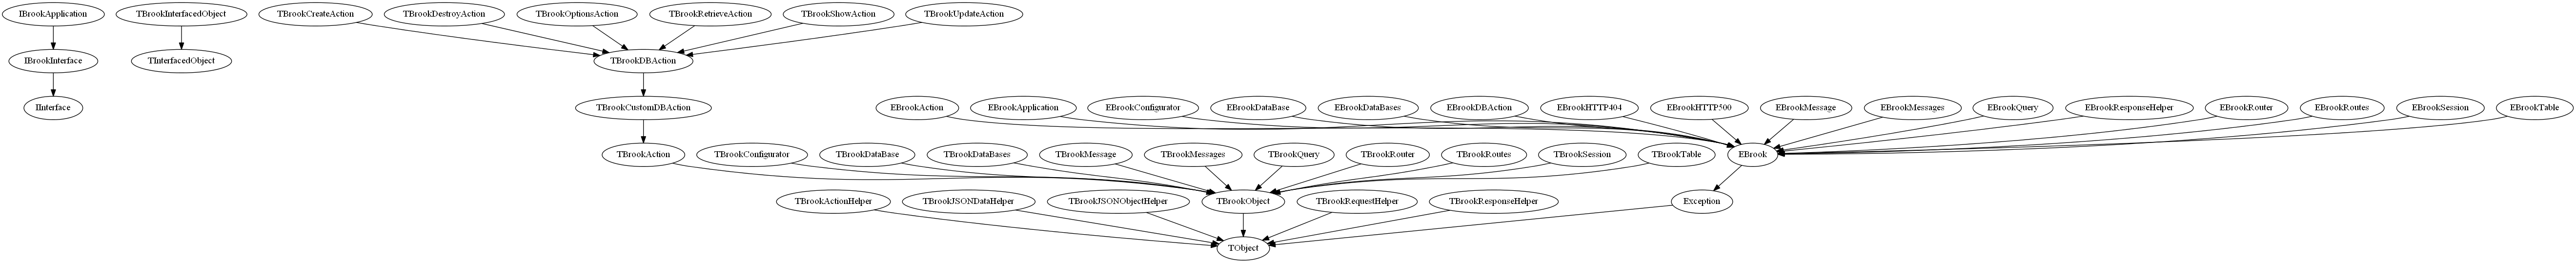 IBrookApplication
TBrookInterfacedObject
TBrookCreateAction
TBrookDestroyAction
TBrookOptionsAction
TBrookRetrieveAction
TBrookShowAction
TBrookUpdateAction
IBrookInterface
TInterfacedObject
TBrookDBAction
IInterface
TBrookCustomDBAction
EBrookAction
EBrookApplication
EBrookConfigurator
EBrookDataBase
EBrookDataBases
EBrookDBAction
EBrookHTTP404
EBrookHTTP500
EBrookMessage
EBrookMessages
EBrookQuery
EBrookResponseHelper
EBrookRouter
EBrookRoutes
EBrookSession
EBrookTable
TBrookAction
TBrookConfigurator
TBrookDataBase
TBrookDataBases
TBrookMessage
TBrookMessages
TBrookQuery
TBrookRouter
TBrookRoutes
TBrookSession
TBrookTable
EBrook
TBrookActionHelper
TBrookJSONDataHelper
TBrookJSONObjectHelper
TBrookObject
TBrookRequestHelper
TBrookResponseHelper
Exception
TObject